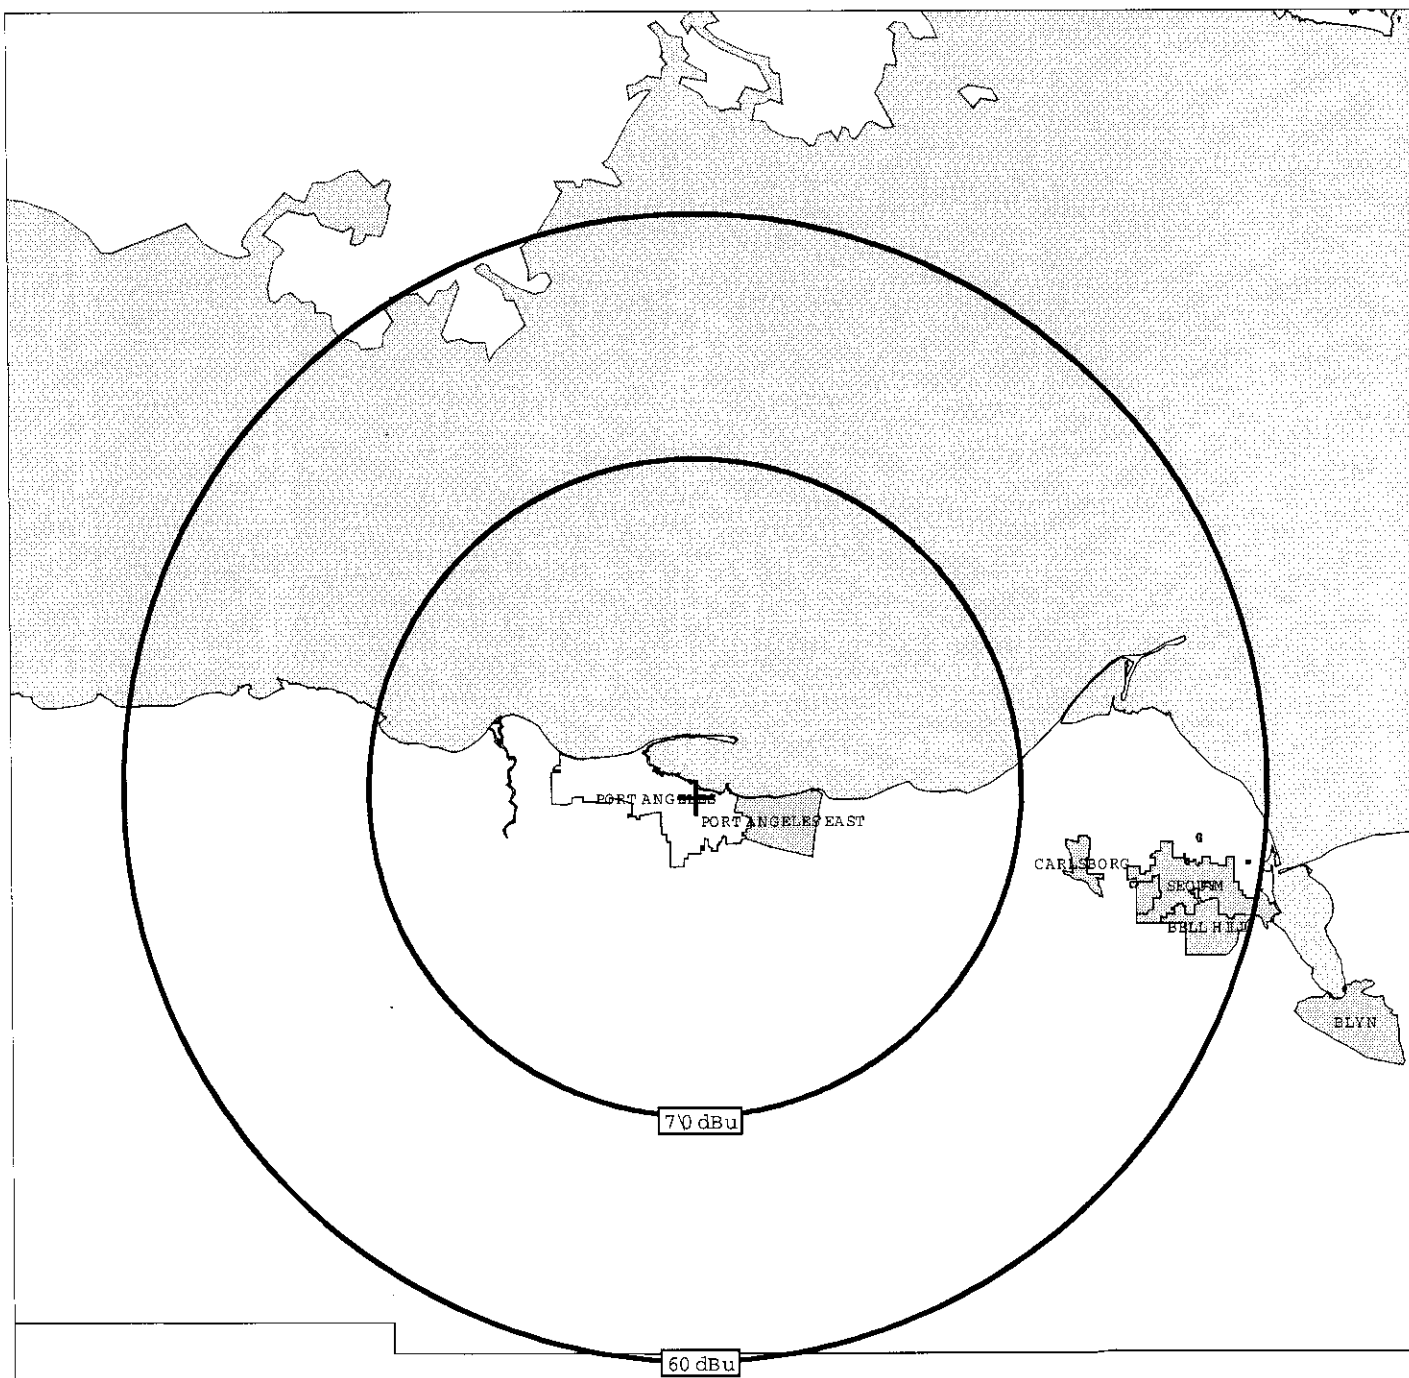 PORT ANGELES
PORT ANGELES EAST
CARLSBORG
SEQUIM
BELL HILL
BLYN
70 dBu
60 dBu